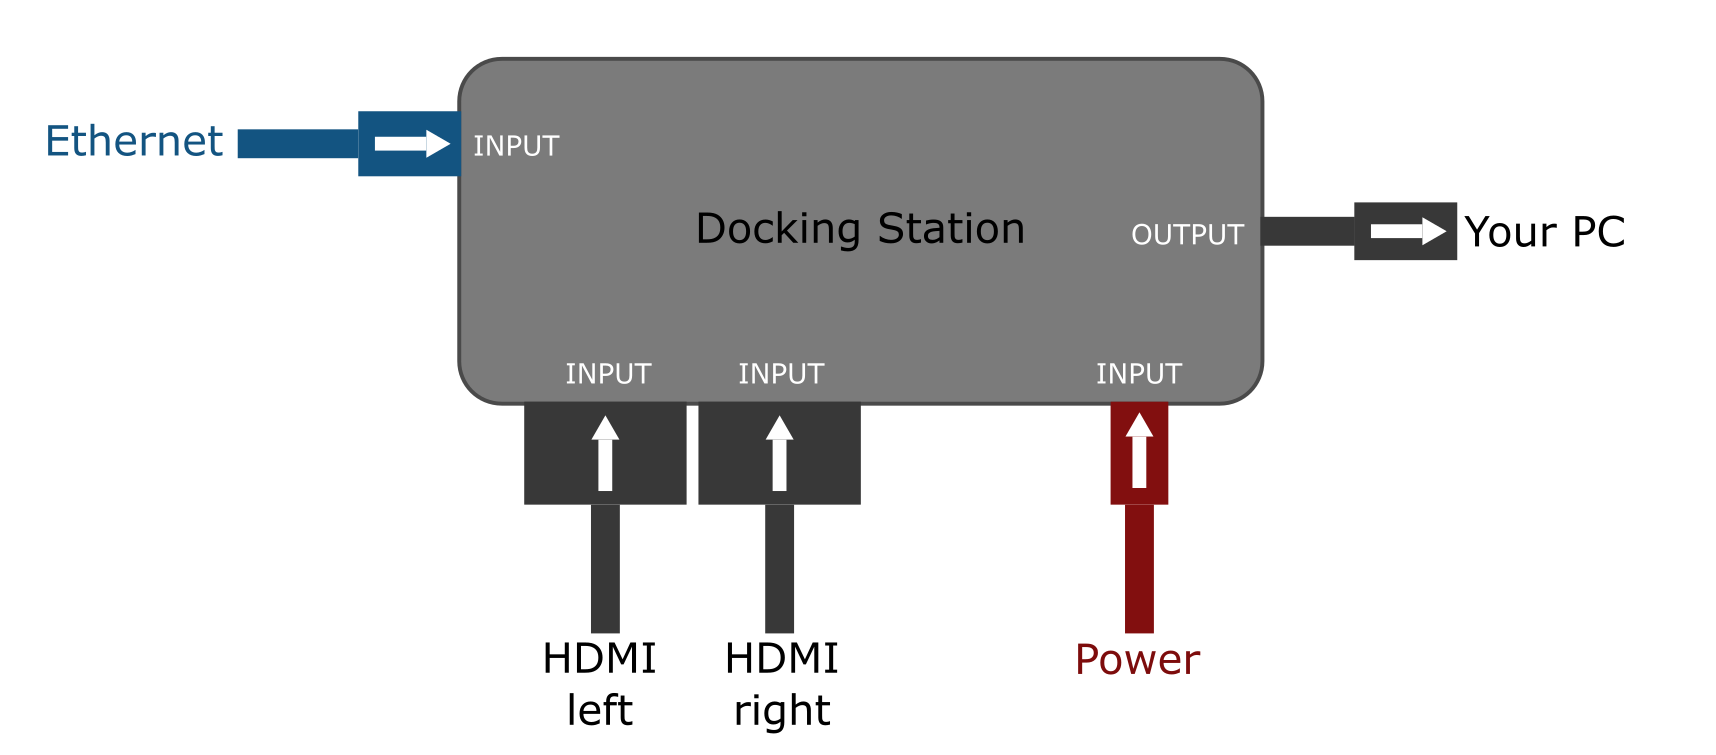 Ethernet
INPUT
Docking Station
OUTPUT
Your PC
INPUT
INPUT
INPUT
HDMI
left
HDMI
right
Power